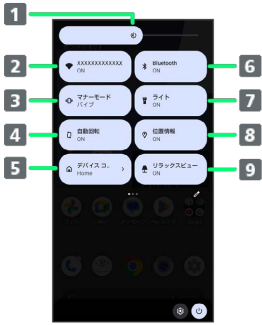 1
2
XXXXXXXXXXXXX
ON
Bluetooth
ON
6
3
マナーモード
バイブ
ライト
ON
7
4
自動回転
ON
位置情報
ON
8
5
デバイス コ...
Home
リラックスビュー
ON
9